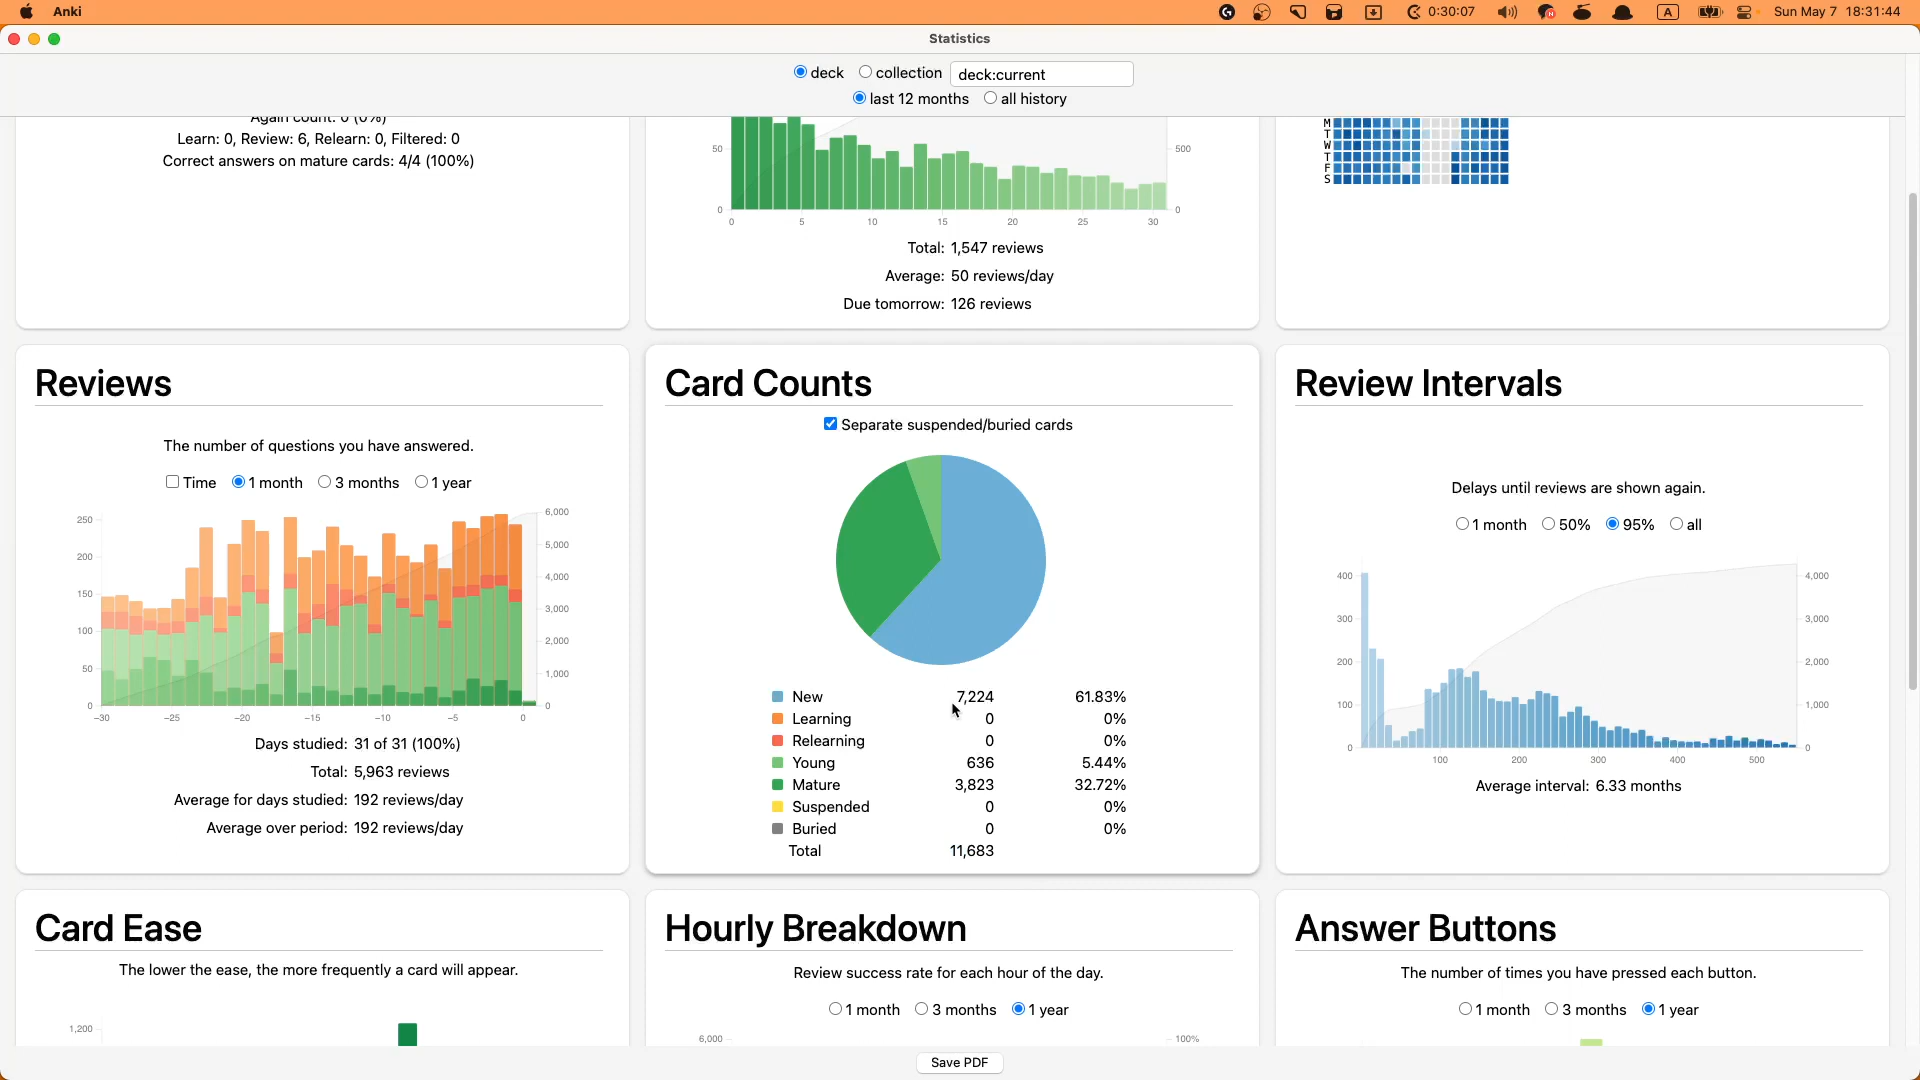 Anki
0:30:07
A
Sun May 7 18:31:44
Statistics
deck collection deck:current
last 12 months all history
Again count: 0 (0%)
Learn: 0, Review: 6, Relearn: 0, Filtered: 0
Correct answers on mature cards: 4/4 (100%)
50 500
0 0
0 5 10 15 20 25 30
Total: 1,547 reviews
Average: 50 reviews/day
Due tomorrow: 126 reviews
M
T
W
T
F
S
Reviews
The number of questions you have answered.
Time 1 month 3 months 1 year
250 6,000
200 5,000
150 4,000
100 3,000
50 2,000
0 1,000
0
-30 -25 -20 -15 -10 -5 0
Days studied: 31 of 31 (100%)
Total: 5,963 reviews
Average for days studied: 192 reviews/day
Average over period: 192 reviews/day
Card Counts
Separate suspended/buried cards
New 7,224 61.83%
Learning 0 0%
Relearning 0 0%
Young 636 5.44%
Mature 3,823 32.72%
Suspended 0 0%
Buried 0 0%
Total 11,683
Review Intervals
Delays until reviews are shown again.
1 month 50% 95% all
400 4,000
300 3,000
200 2,000
100 1,000
0 0
100 200 300 400 500
Average interval: 6.33 months
Card Ease
The lower the ease, the more frequently a card will appear.
1,200
Hourly Breakdown
Review success rate for each hour of the day.
1 month 3 months 1 year
6,000 100%
Answer Buttons
The number of times you have pressed each button.
1 month 3 months 1 year
Save PDF